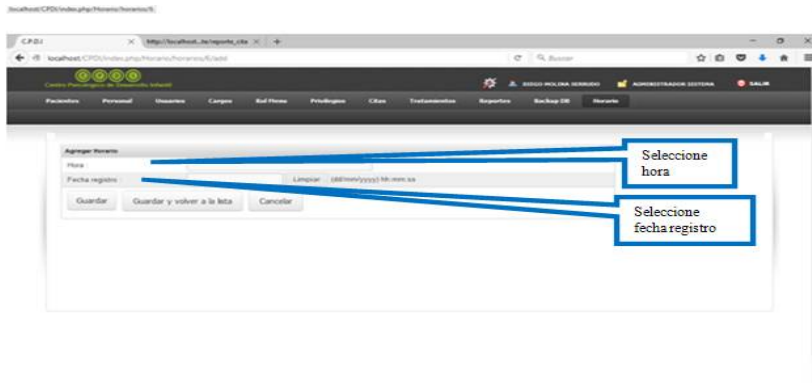 localhost/CPDI/index.php/Horario/horarios/6
C.P.D.I
http://localhost...te/reporte_cita
localhost/CPDI/index.php/Horario/horarios/6/add
Buscar
Centro Psicológico de Desarrollo Infantil
DIEGO MOLINA
ADMINISTRADOR SISTEMA
SALIR
Pacientes Personal Usuarios Cargos Rol Menu Privilegios Citas Tratamientos Reportes Backup DB Horario
Agregar Horario
Hora
Fecha registro :
Limpiar (dd/mm/yyyy) hh:mm:ss
Guardar Guardar y volver a la lista Cancelar
Seleccione
hora
Seleccione
fecha registro